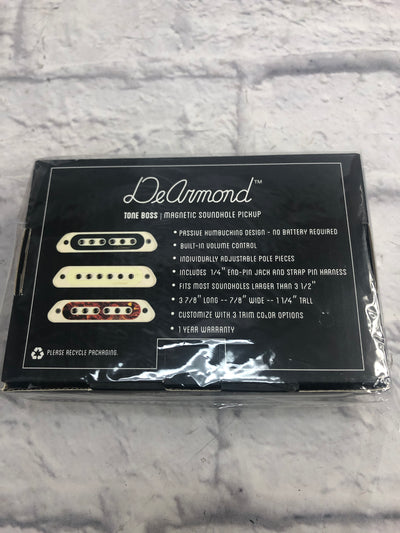 DeArmond™
TONE BOSS | MAGNETIC SOUNDHOLE PICKUP
• PASSIVE HUMBUCKING DESIGN - NO BATTERY REQUIRED
• BUILT-IN VOLUME CONTROL
• INDIVIDUALLY ADJUSTABLE POLE PIECES
• INCLUDES 1/4" END-PIN JACK AND STRAP PIN HARNESS
• FITS MOST SOUNDHOLES LARGER THAN 3 1/2"
• 3 7/8" LONG -- 7/8" WIDE -- 1 1/4" TALL
• CUSTOMIZE WITH 3 TRIM COLOR OPTIONS
• 1 YEAR WARRANTY
PLEASE RECYCLE PACKAGING.